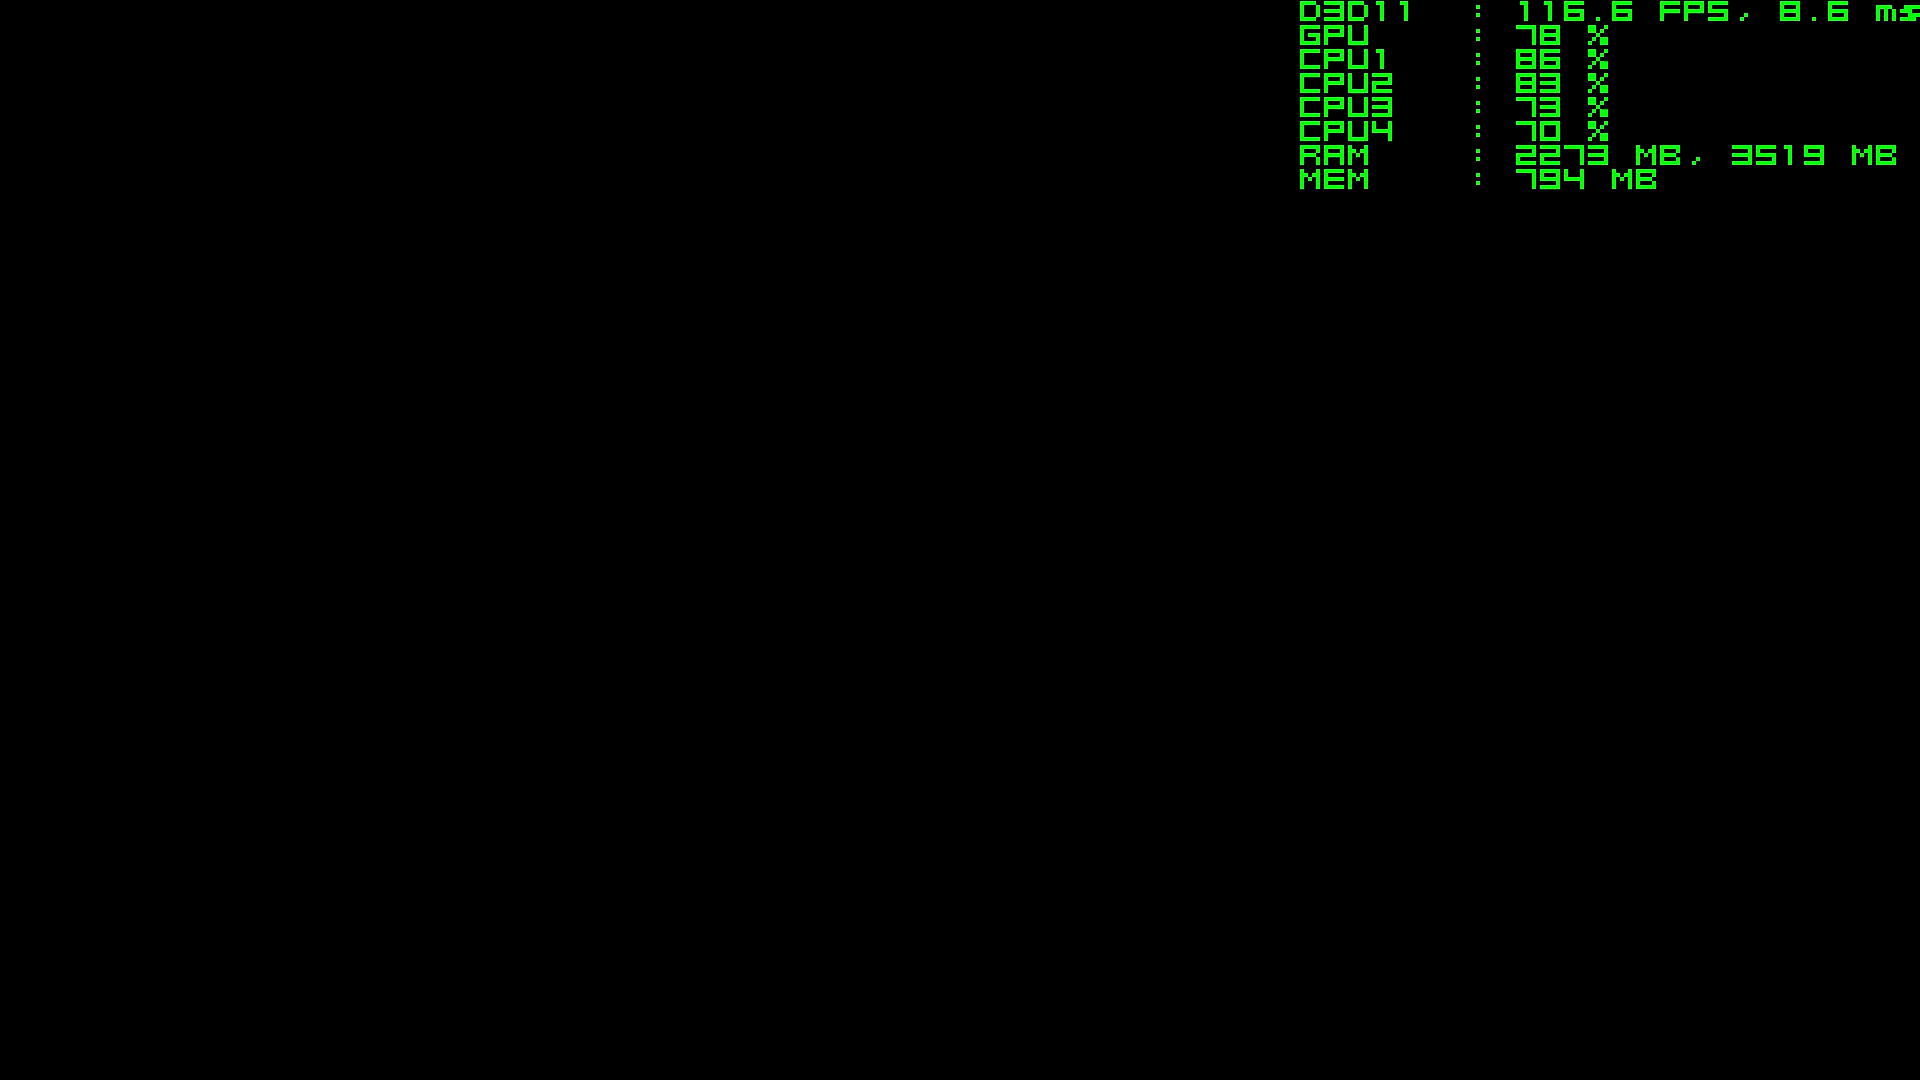 D3D11 : 116.6 FPS, 8.6 ms
GPU : 78 %
CPU1 : 86 %
CPU2 : 83 %
CPU3 : 73 %
CPU4 : 70 %
RAM : 2273 MB, 3519 MB
MEM : 794 MB